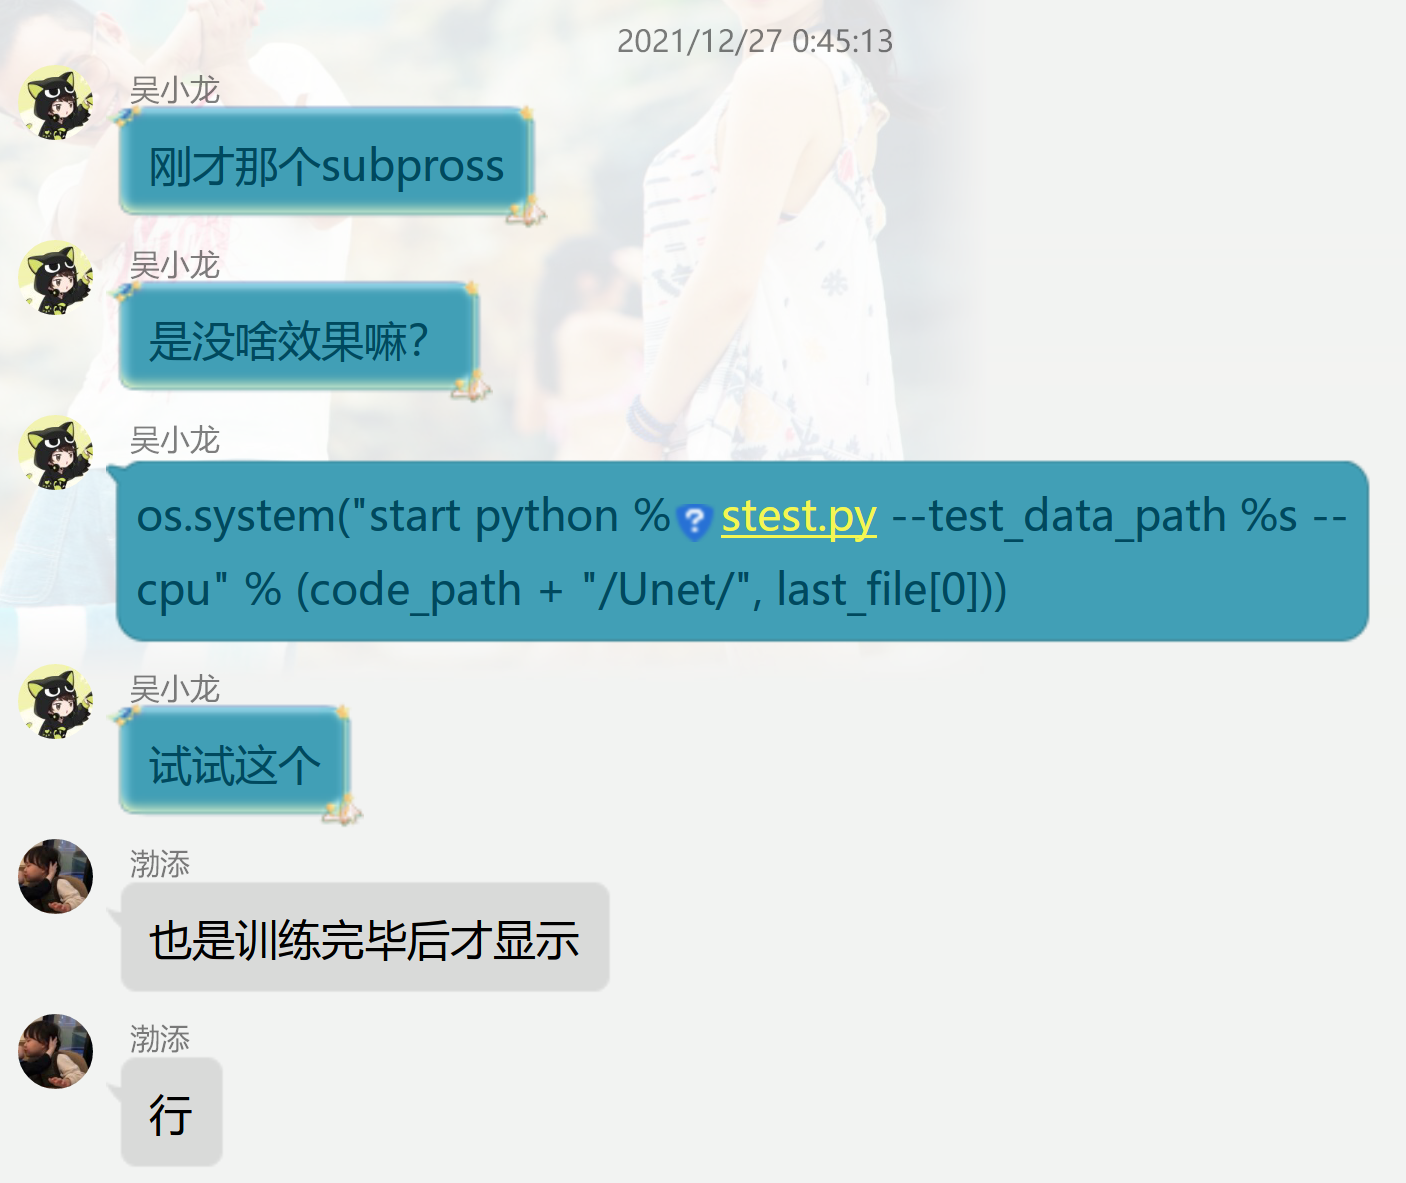 2021/12/27 0:45:13
吴小龙
刚才那个subpross
吴小龙
是没啥效果嘛?
吴小龙
os.system("start python %stest.py --test_data_path %s --
cpu" % (code_path + "/Unet/", last_file[0]))
吴小龙
试试这个
渤添
也是训练完毕后才显示
渤添
行